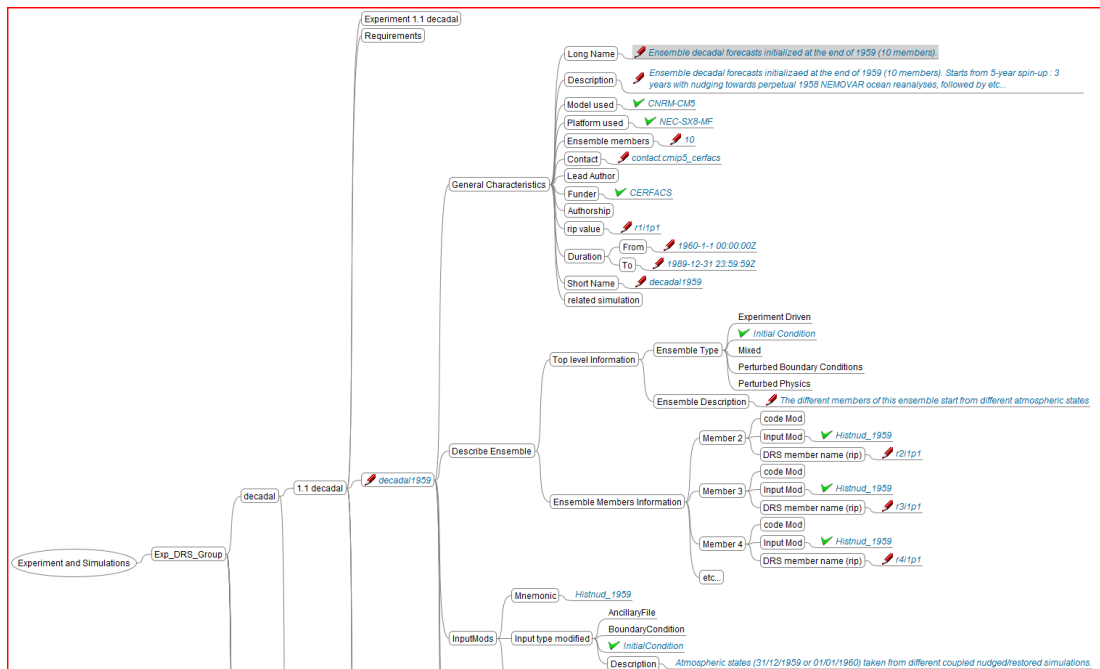 Experiment and Simulations
Exp_DRS_Group
decadal
1.1 decadal
Experiment 1.1 decadal
Requirements
decadal1959
General Characteristics
Long Name
Ensemble decadal forecasts initialized at the end of 1959 (10 members).
Description
Ensemble decadal forecasts initializaed at the end of 1959 (10 members). Starts from 5-year spin-up : 3
years with nudging towards perpetual 1958 NEMOVAR ocean reanalyses, followed by etc...
Model used
CNRM-CM5
Platform used
NEC-SX8-MF
Ensemble members
10
Contact
contact.cmip5_cerfacs
Lead Author
Funder
CERFACS
Authorship
rip value
r1i1p1
Duration
From
1960-1-1 00:00:00Z
To
1989-12-31 23:59:59Z
Short Name
decadal1959
related simulation
Describe Ensemble
Top level Information
Ensemble Type
Experiment Driven
Initial Condition
Mixed
Perturbed Boundary Conditions
Perturbed Physics
Ensemble Description
The different members of this ensemble start from different atmospheric states
Ensemble Members Information
Member 2
code Mod
Input Mod
Histnud_1959
DRS member name (rip)
r2i1p1
Member 3
code Mod
Input Mod
Histnud_1959
DRS member name (rip)
r3i1p1
Member 4
code Mod
Input Mod
Histnud_1959
DRS member name (rip)
r4i1p1
etc...
InputMods
Mnemonic
Histnud_1959
Input type modified
AncillaryFile
BoundaryCondition
InitialCondition
Description
Atmospheric states (31/12/1959 or 01/01/1960) taken from different coupled nudged/restored simulations.